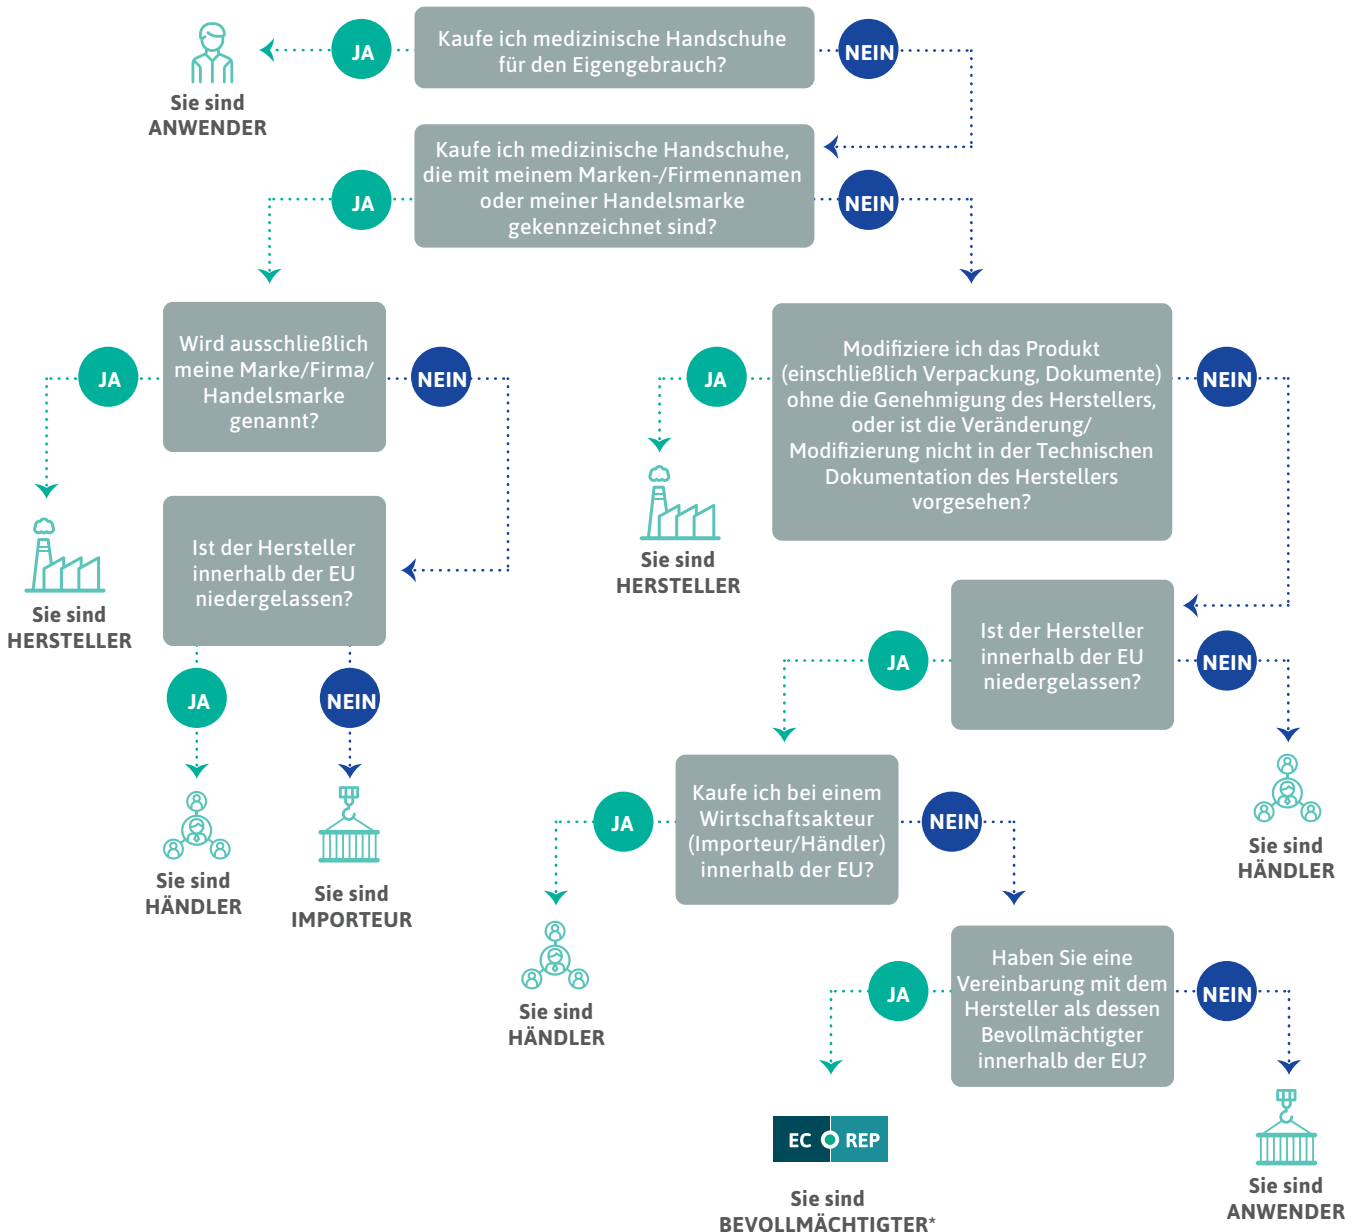 Kaufe ich medizinische Handschuhe
für den Eigengebrauch?
JA
NEIN
Sie sind
ANWENDER
Kaufe ich medizinische Handschuhe,
die mit meinem Marken-/Firmennamen
oder meiner Handelsmarke
gekennzeichnet sind?
JA
NEIN
Wird ausschließlich
meine Marke/Firma/
Handelsmarke
genannt?
JA
NEIN
Sie sind
HERSTELLER
Ist der Hersteller
innerhalb der EU
niedergelassen?
JA
NEIN
Sie sind
HÄNDLER
Sie sind
IMPORTEUR
Modifiziere ich das Produkt
(einschließlich Verpackung, Dokumente)
ohne die Genehmigung des Herstellers,
oder ist die Veränderung/
Modifizierung nicht in der Technischen
Dokumentation des Herstellers
vorgesehen?
JA
NEIN
Sie sind
HERSTELLER
Ist der Hersteller
innerhalb der EU
niedergelassen?
JA
NEIN
Sie sind
HÄNDLER
Kaufe ich bei einem
Wirtschaftsakteur
(Importeur/Händler)
innerhalb der EU?
JA
NEIN
Sie sind
HÄNDLER
Haben Sie eine
Vereinbarung mit dem
Hersteller als dessen
Bevollmächtigter
innerhalb der EU?
JA
NEIN
EC REP
Sie sind
BEVOLLMÄCHTIGTER*
Sie sind
ANWENDER